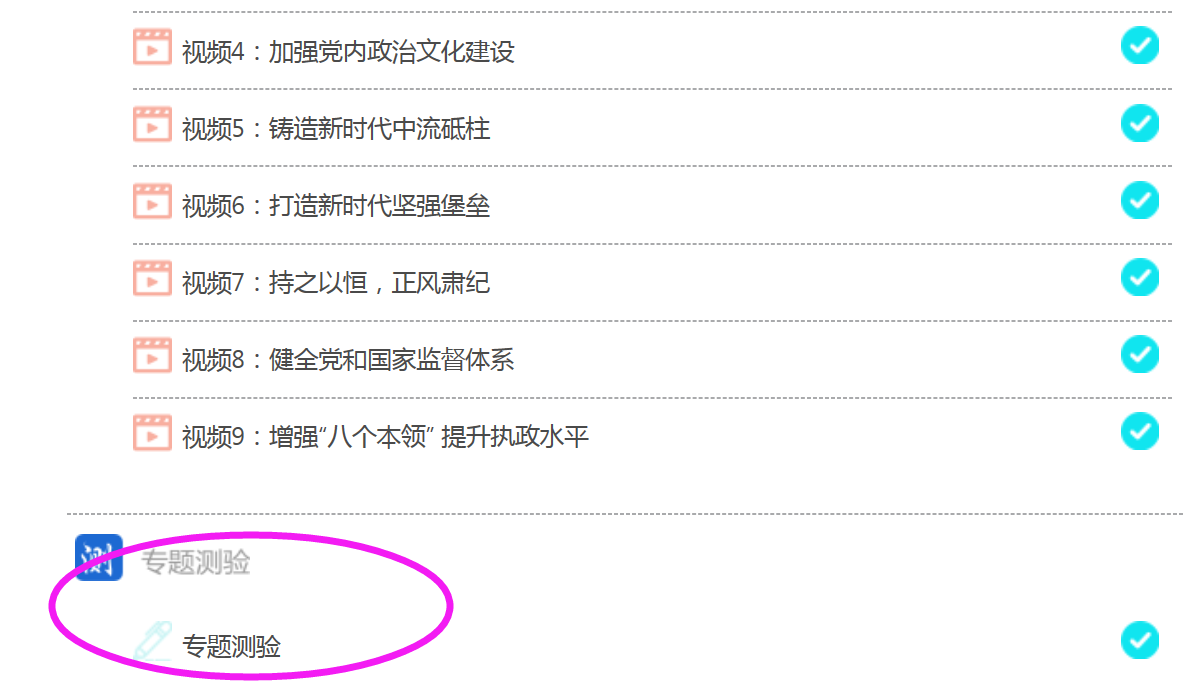 视频4：加强党内政治文化建设
视频5：铸造新时代中流砥柱
视频6：打造新时代坚强堡垒
视频7：持之以恒，正风肃纪
视频8：健全党和国家监督体系
视频9：增强“八个本领” 提升执政水平
测 专题测验
专题测验